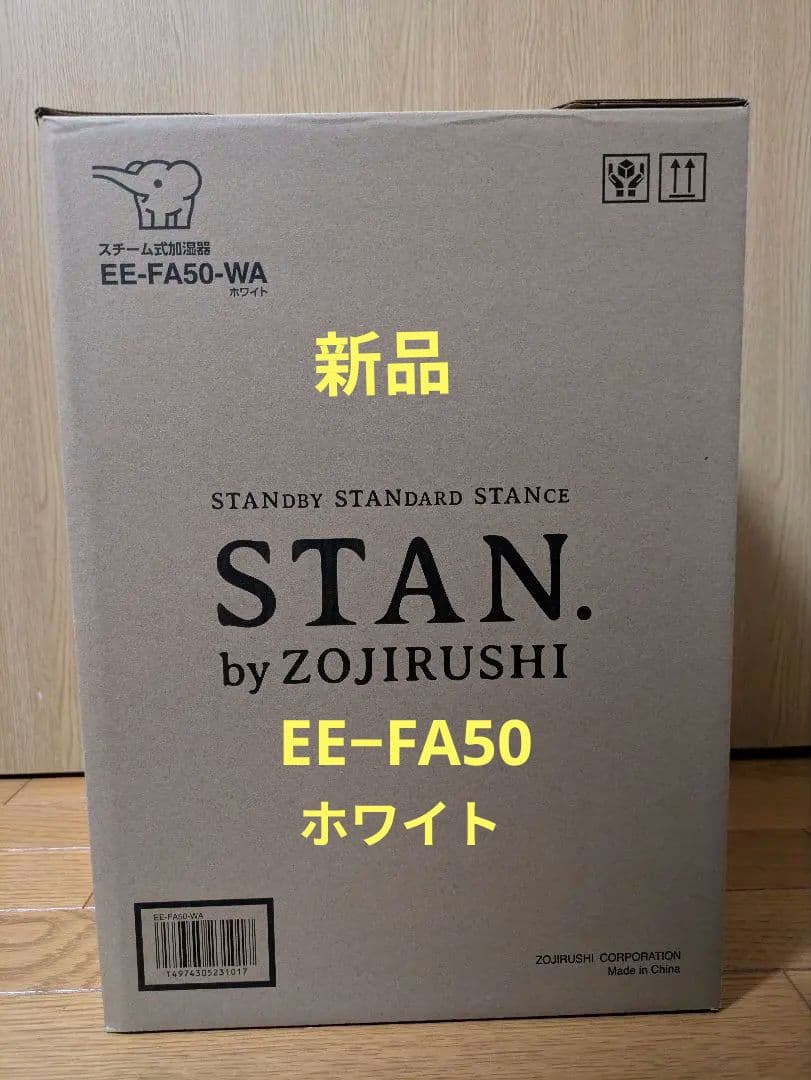 スチーム式加湿器
EE-FA50-WA
ホワイト
新品
STANDBY STANDARD STANCE
STAN.
by ZOJIRUSHI
EE−FA50
ホワイト
EE-FA50-WA
T4974305231017
ZOJIRUSHI CORPORATION
Made in China